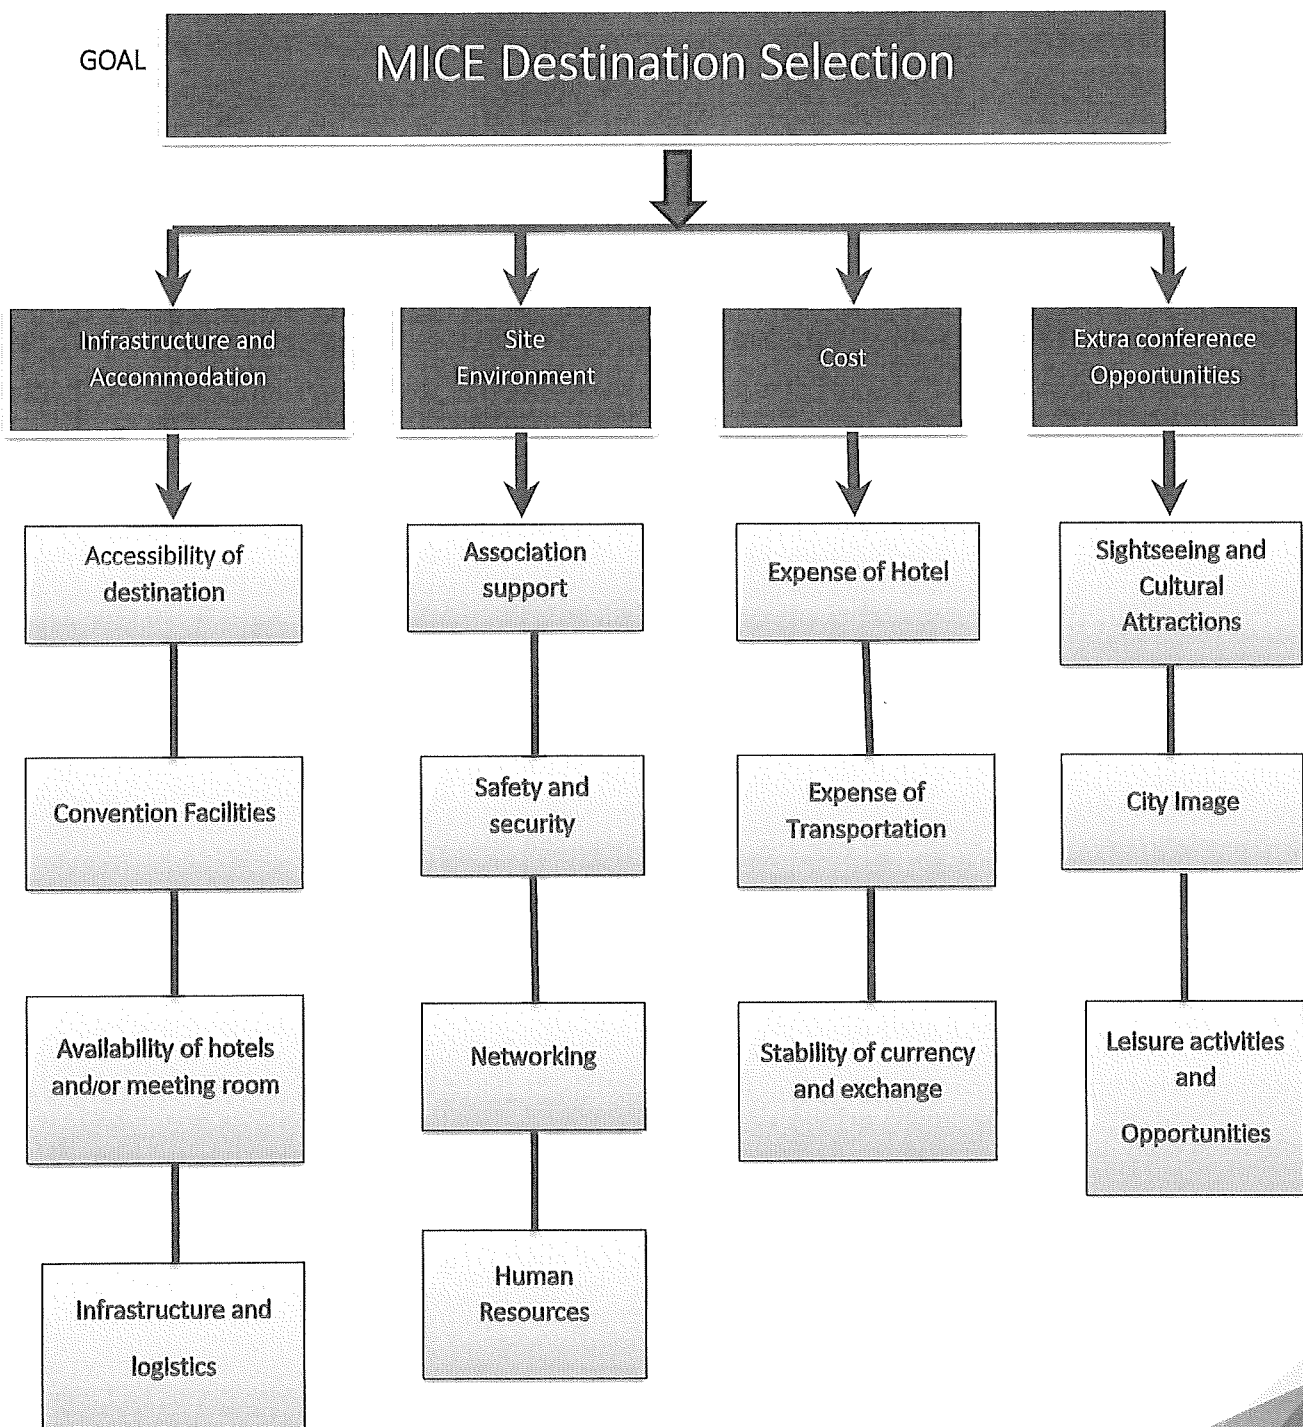 GOAL
MICE Destination Selection
Infrastructure and
Accommodation
Site
Environment
Cost
Extra conference
Opportunities
Accessibility of
destination
Association
support
Expense of Hotel
Sightseeing and
Cultural
Attractions
Convention Facilities
Safety and
security
Expense of
Transportation
City Image
Availability of hotels
and/or meeting room
Networking
Stability of currency
and exchange
Leisure activities
and
Opportunities
Infrastructure and
logistics
Human
Resources